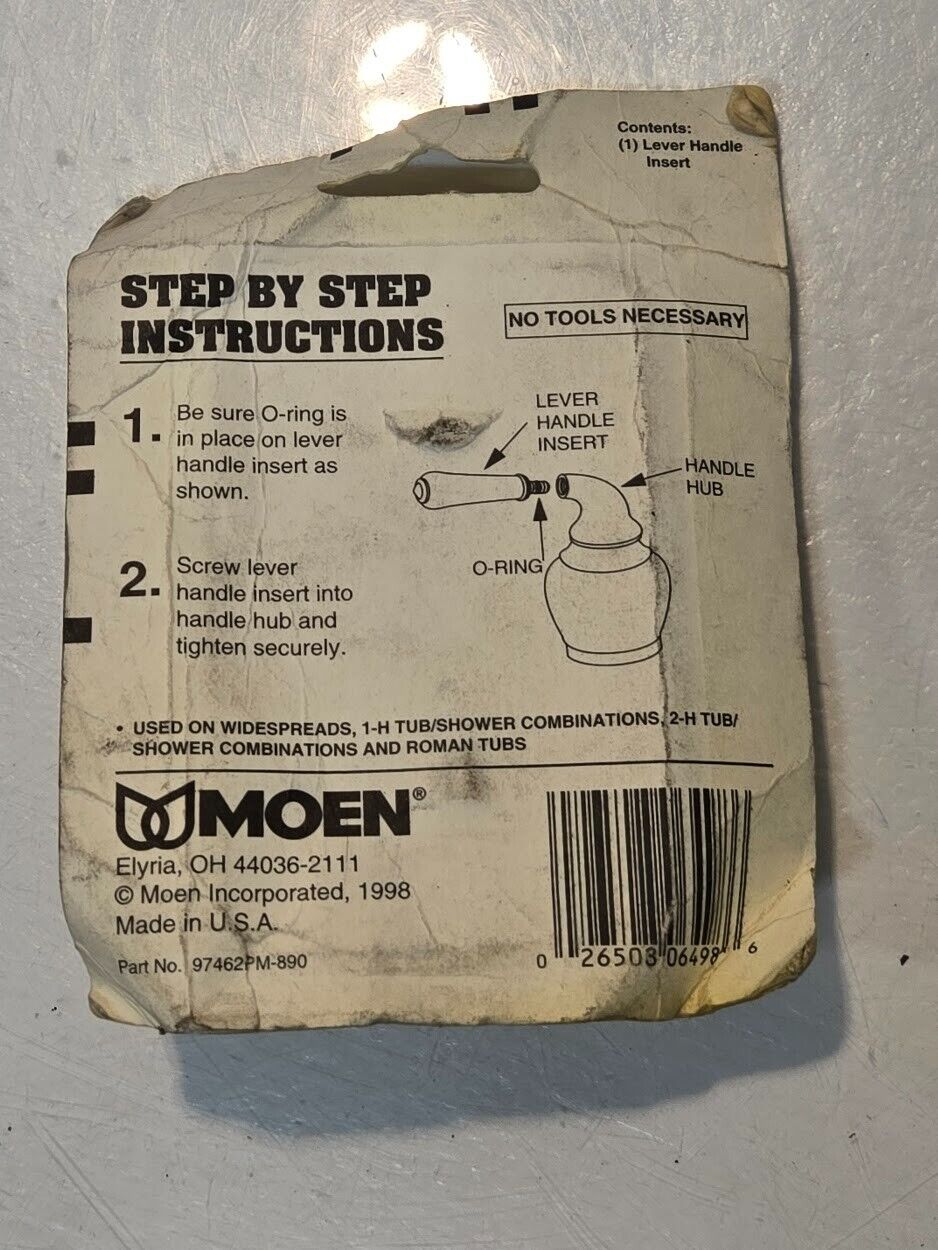 Contents:
(1) Lever Handle
Insert
STEP BY STEP
INSTRUCTIONS
NO TOOLS NECESSARY
1. Be sure O-ring is
in place on lever
handle insert as
shown.
LEVER
HANDLE
INSERT
HANDLE
HUB
O-RING
2. Screw lever
handle insert into
handle hub and
tighten securely.
• USED ON WIDESPREADS, 1-H TUB/SHOWER COMBINATIONS, 2-H TUB/
SHOWER COMBINATIONS AND ROMAN TUBS
MOEN®
Elyria, OH 44036-2111
© Moen Incorporated, 1998
Made in U.S.A.
Part No. 97462PM-890
0 26508 06498 6